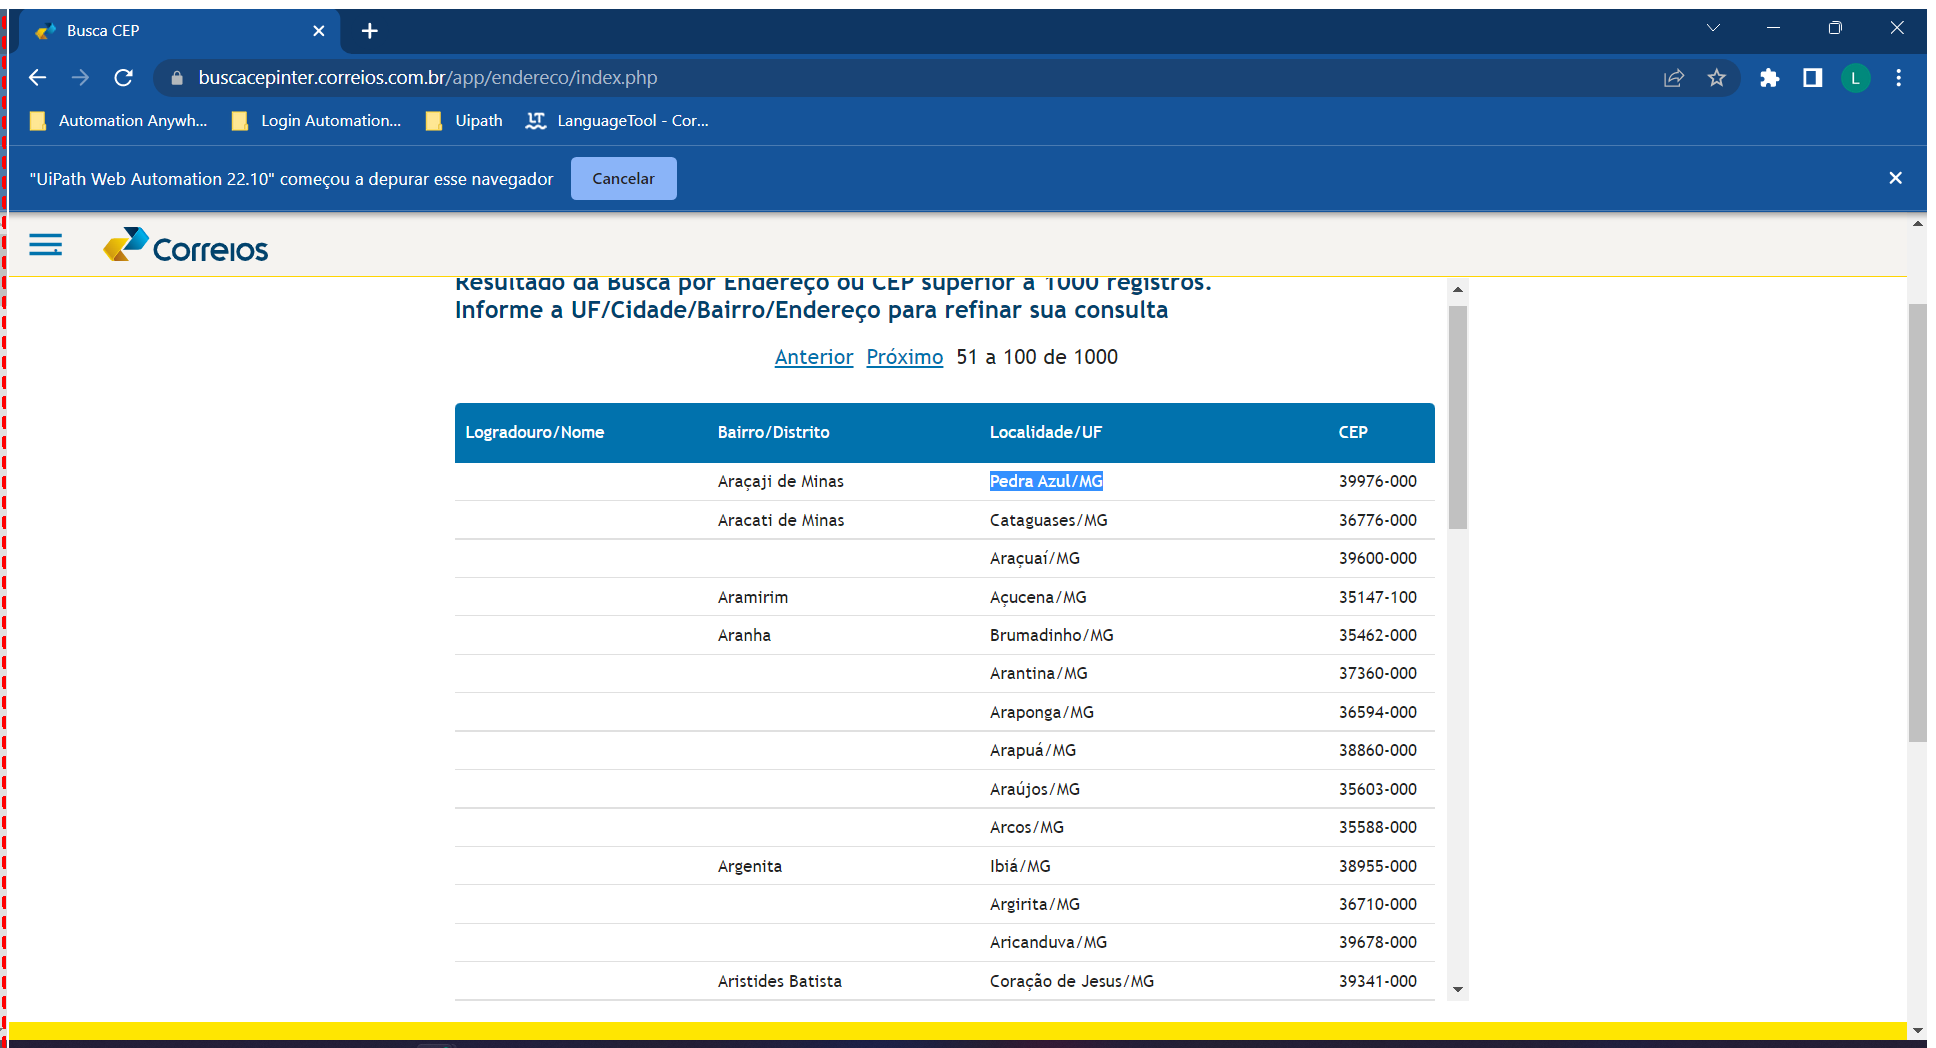 Busca CEP
buscacepinter.correios.com.br/app/endereco/index.php
L
Automation Anywh... Login Automation... Uipath LanguageTool - Cor...
"UiPath Web Automation 22.10" começou a depurar esse navegador Cancelar
Correios
Resultado da Busca por Endereço ou CEP superior a 1000 registros.
Informe a UF/Cidade/Bairro/Endereço para refinar sua consulta
Anterior Próximo 51 a 100 de 1000
Logradouro/Nome Bairro/Distrito Localidade/UF CEP
Araçaji de Minas Pedra Azul/MG 39976-000
Aracati de Minas Cataguases/MG 36776-000
Araçuaí/MG 39600-000
Aramirim Açucena/MG 35147-100
Aranha Brumadinho/MG 35462-000
Arantina/MG 37360-000
Araponga/MG 36594-000
Arapuá/MG 38860-000
Araújos/MG 35603-000
Arcos/MG 35588-000
Argenita Ibiá/MG 38955-000
Argirita/MG 36710-000
Aricanduva/MG 39678-000
Aristides Batista Coração de Jesus/MG 39341-000